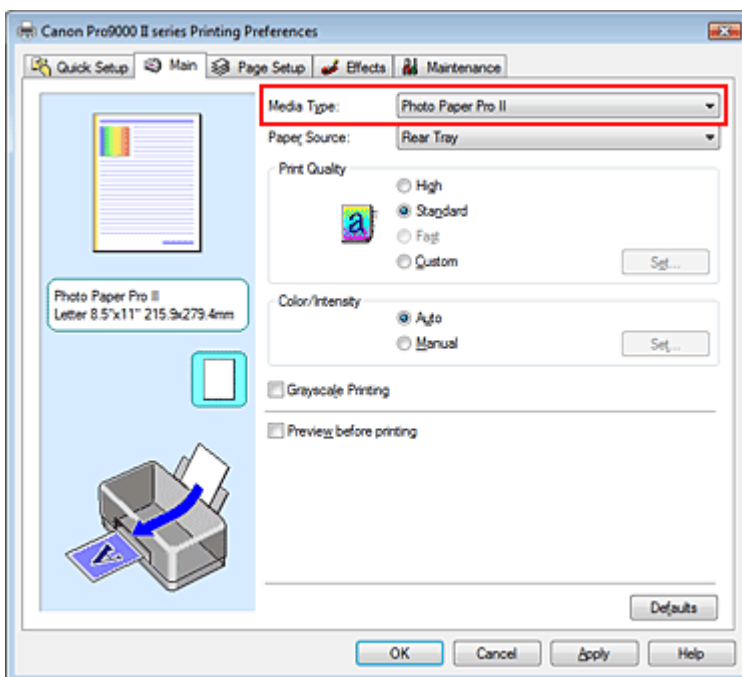 Canon Pro9000 II series Printing Preferences
Quick Setup Main Page Setup Effects Maintenance
Media Type: Photo Paper Pro II
Paper Source: Rear Tray
Print Quality
High
Standard
Fast
Custom Set...
a
Photo Paper Pro II
Letter 8.5"x11" 215.9x279.4mm
Color/Intensity
Auto
Manual Set...
Grayscale Printing
Preview before printing
A
Defaults
OK Cancel Apply Help